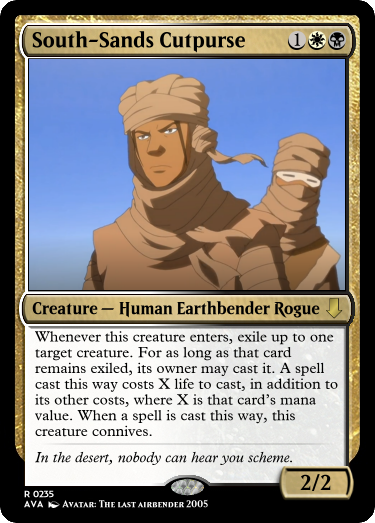 South-Sands Cutpurse 1
Creature — Human Earthbender Rogue
Whenever this creature enters, exile up to one
target creature. For as long as that card
remains exiled, its owner may cast it. A spell
cast this way costs X life to cast, in addition to
its other costs, where X is that card's mana
value. When a spell is cast this way, this
creature connives.
In the desert, nobody can hear you scheme.
2/2
R 0235
AVA Avatar: The last airbender 2005